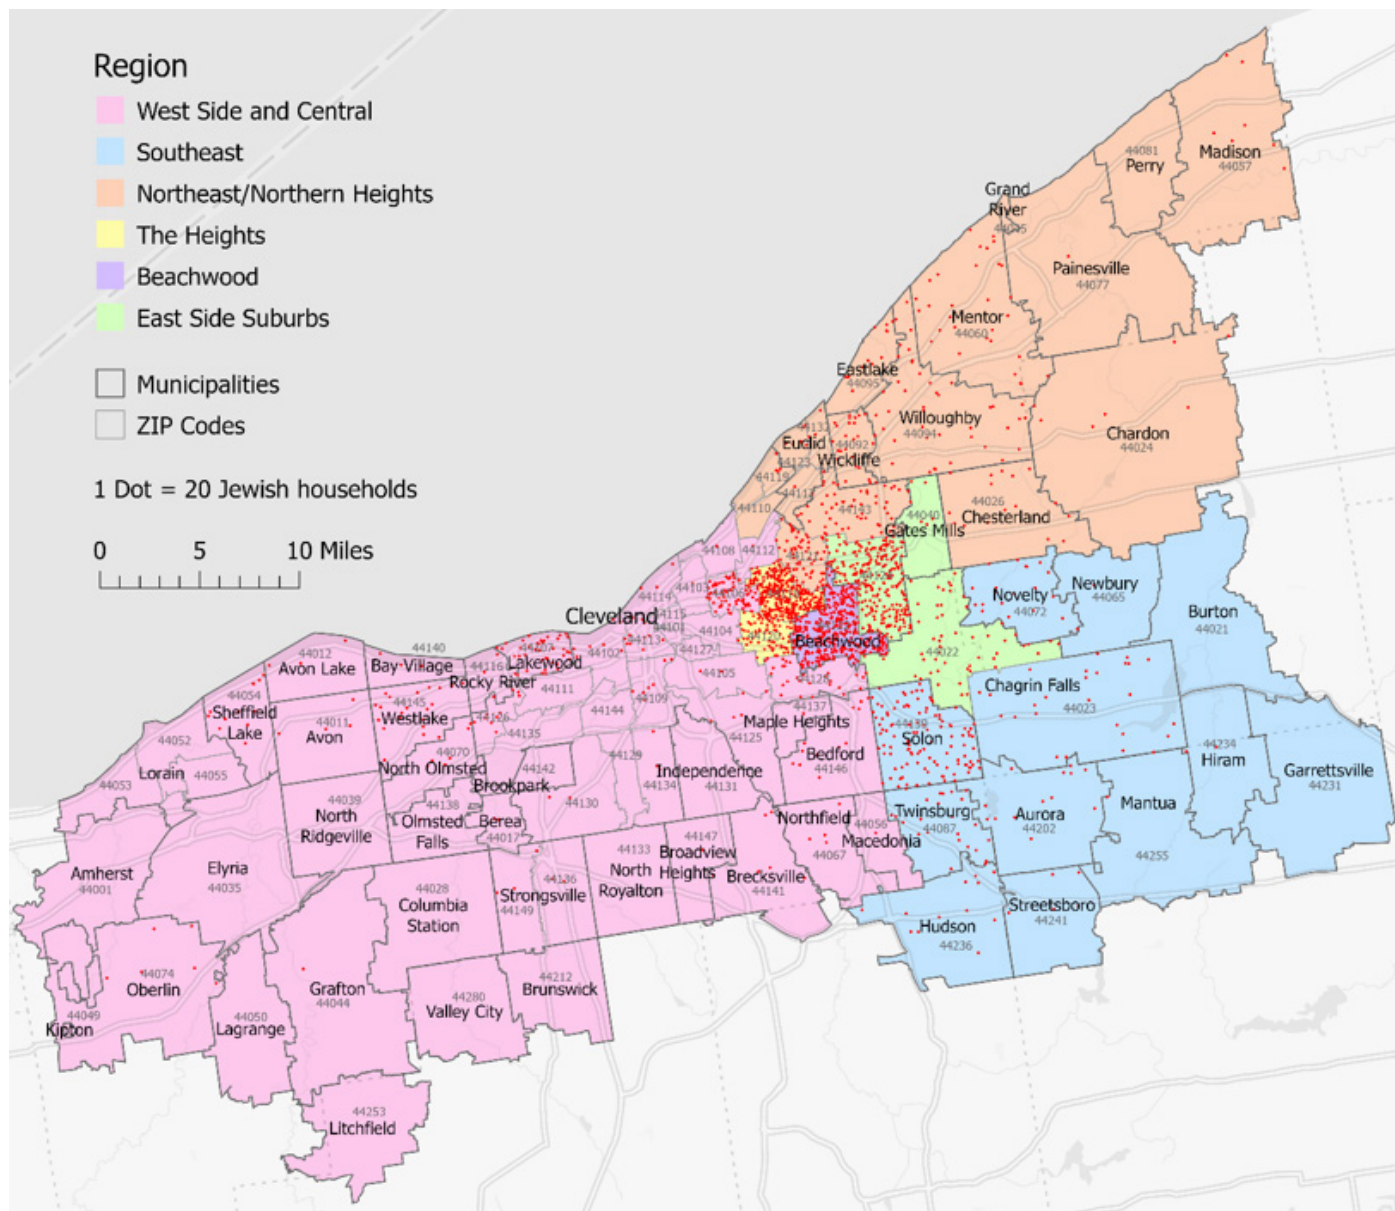 Region
West Side and Central
Southeast
Northeast/Northern Heights
The Heights
Beachwood
East Side Suburbs
Municipalities
ZIP Codes
1 Dot = 20 Jewish households
0 5 10 Miles
44081
Perry
Madison
44057
Grand
River
44045
Painesville
44077
Mentor
44060
Eastlake
44095
Willoughby
44094
Chardon
44024
44132
Euclid
44092
Wickliffe
44123
44119
44117
44110
44143
44026
Chesterland
44040
Gates Mills
44108
44112
44121
44103
44106
44114
44115
44101
Cleveland
44113
44104
44127
44102
44120
Beachwood
44022
Novelty
44072
Newbury
44065
Burton
44021
44012
Avon Lake
44140
Bay Village
44116
44107
Lakewood
Rocky River
44111
44105
44128
Chagrin Falls
44023
44054
Sheffield
Lake
44011
Avon
44145
Westlake
44126
44135
44144
44109
44137
Maple Heights
44125
Bedford
44146
44139
Solon
44052
Lorain
44055
44053
44070
North Olmsted
44142
Brookpark
44129
Independence
44134
44131
44130
44234
Hiram
Garrettsville
44231
44039
North
Ridgeville
44138
Olmsted
Falls
Berea
44017
Northfield
44067
44056
Macedonia
Twinsburg
44087
Aurora
44202
Mantua
44255
Amherst
44001
Elyria
44035
44133
North
Royalton
44147
Broadview
Heights
Brecksville
44141
44028
Columbia
Station
44136
Strongsville
44149
Streetsboro
44241
Hudson
44236
44074
Oberlin
Grafton
44044
44212
Brunswick
44280
Valley City
44049
Kipton
44050
Lagrange
44253
Litchfield